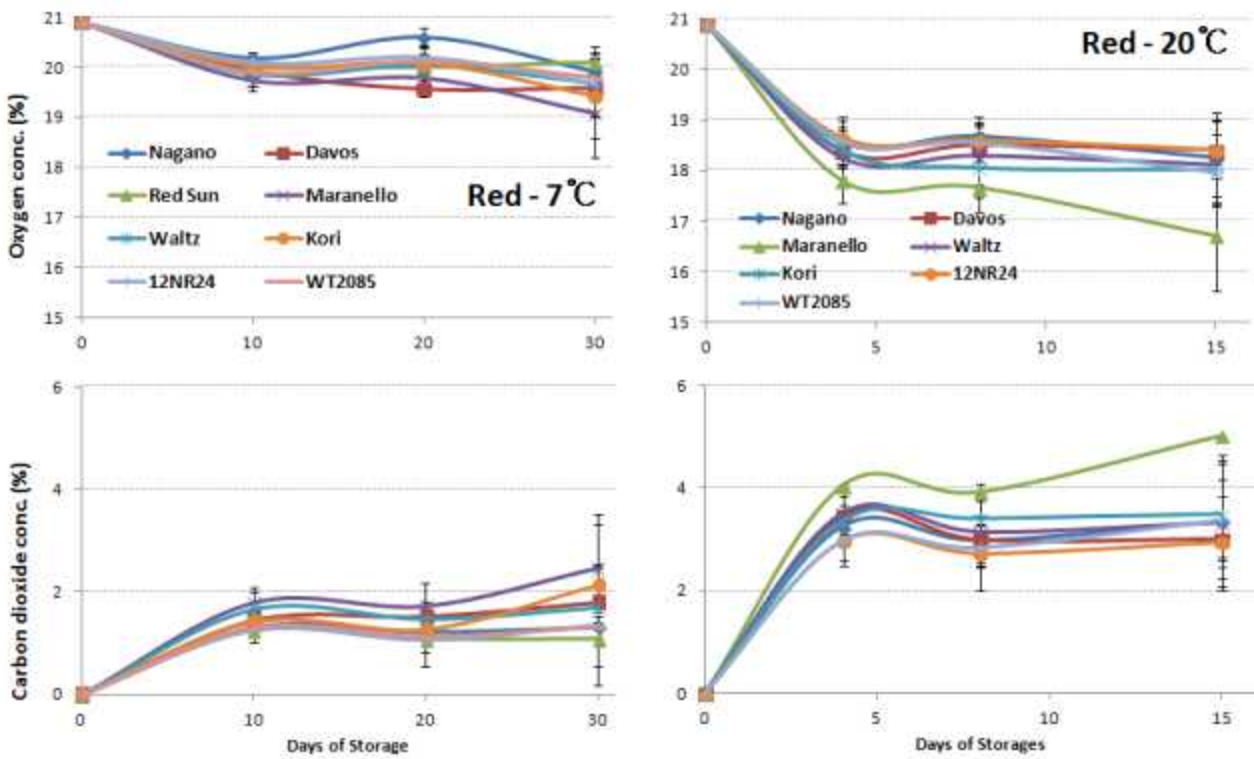 21
20
19
18
17
16
15
Oxygen conc. (%)
Nagano Davos
Red Sun Maranello
Waltz Kori
12NR24 WT2085
Red - 7℃
0 10 20 30
21
20
19
18
17
16
15
Red - 20℃
Nagano Davos
Maranello Waltz
Kori 12NR24
WT2085
0 5 10 15
6
4
2
0
Carbon dioxide conc. (%)
0 10 20 30
Days of Storage
6
4
2
0
0 5 10 15
Days of Storages